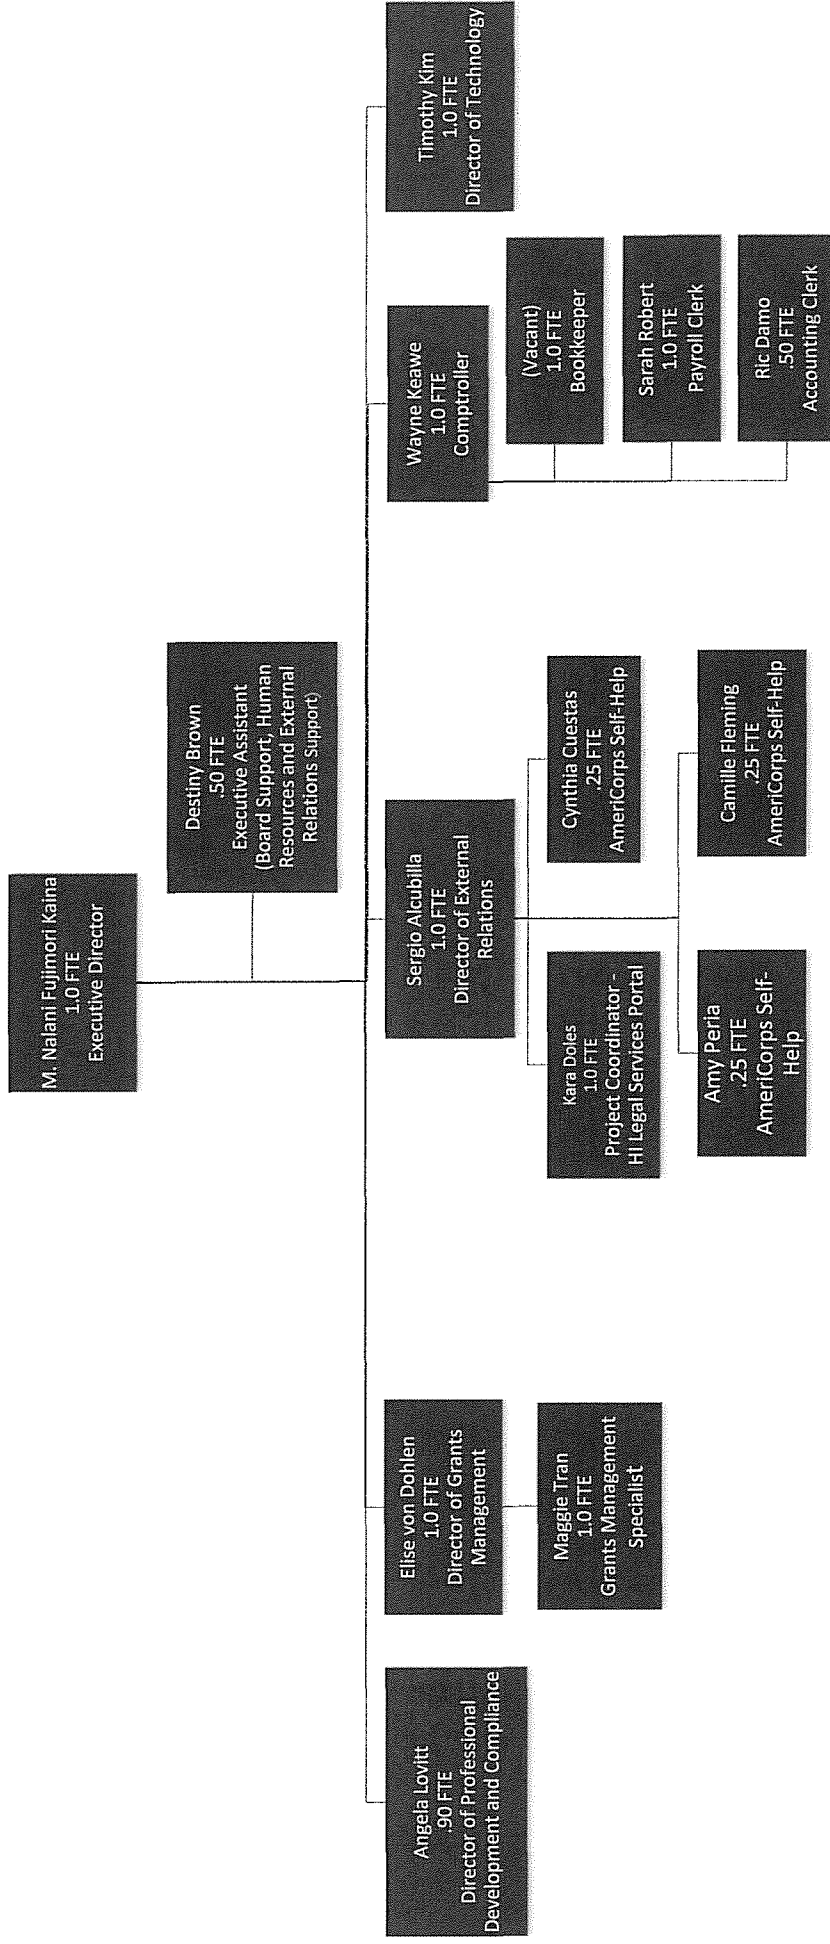 M. Nalani Fujimori Kaina
1.0 FTE
Executive Director
Destiny Brown
.50 FTE
Executive Assistant
(Board Support, Human
Resources and External
Relations Support)
Angela Lovitt
.90 FTE
Director of Professional
Development and Compliance
Elise von Dohlen
1.0 FTE
Director of Grants
Management
Maggie Tran
1.0 FTE
Grants Management
Specialist
Sergio Alcubilla
1.0 FTE
Director of External
Relations
Kara Doles
1.0 FTE
Project Coordinator -
HI Legal Services Portal
Cynthia Cuestas
.25 FTE
AmeriCorps Self-Help
Amy Peria
.25 FTE
AmeriCorps Self-
Help
Camille Fleming
.25 FTE
AmeriCorps Self-Help
Wayne Keawe
1.0 FTE
Comptroller
(Vacant)
1.0 FTE
Bookkeeper
Sarah Robert
1.0 FTE
Payroll Clerk
Ric Damo
.50 FTE
Accounting Clerk
Timothy Kim
1.0 FTE
Director of Technology